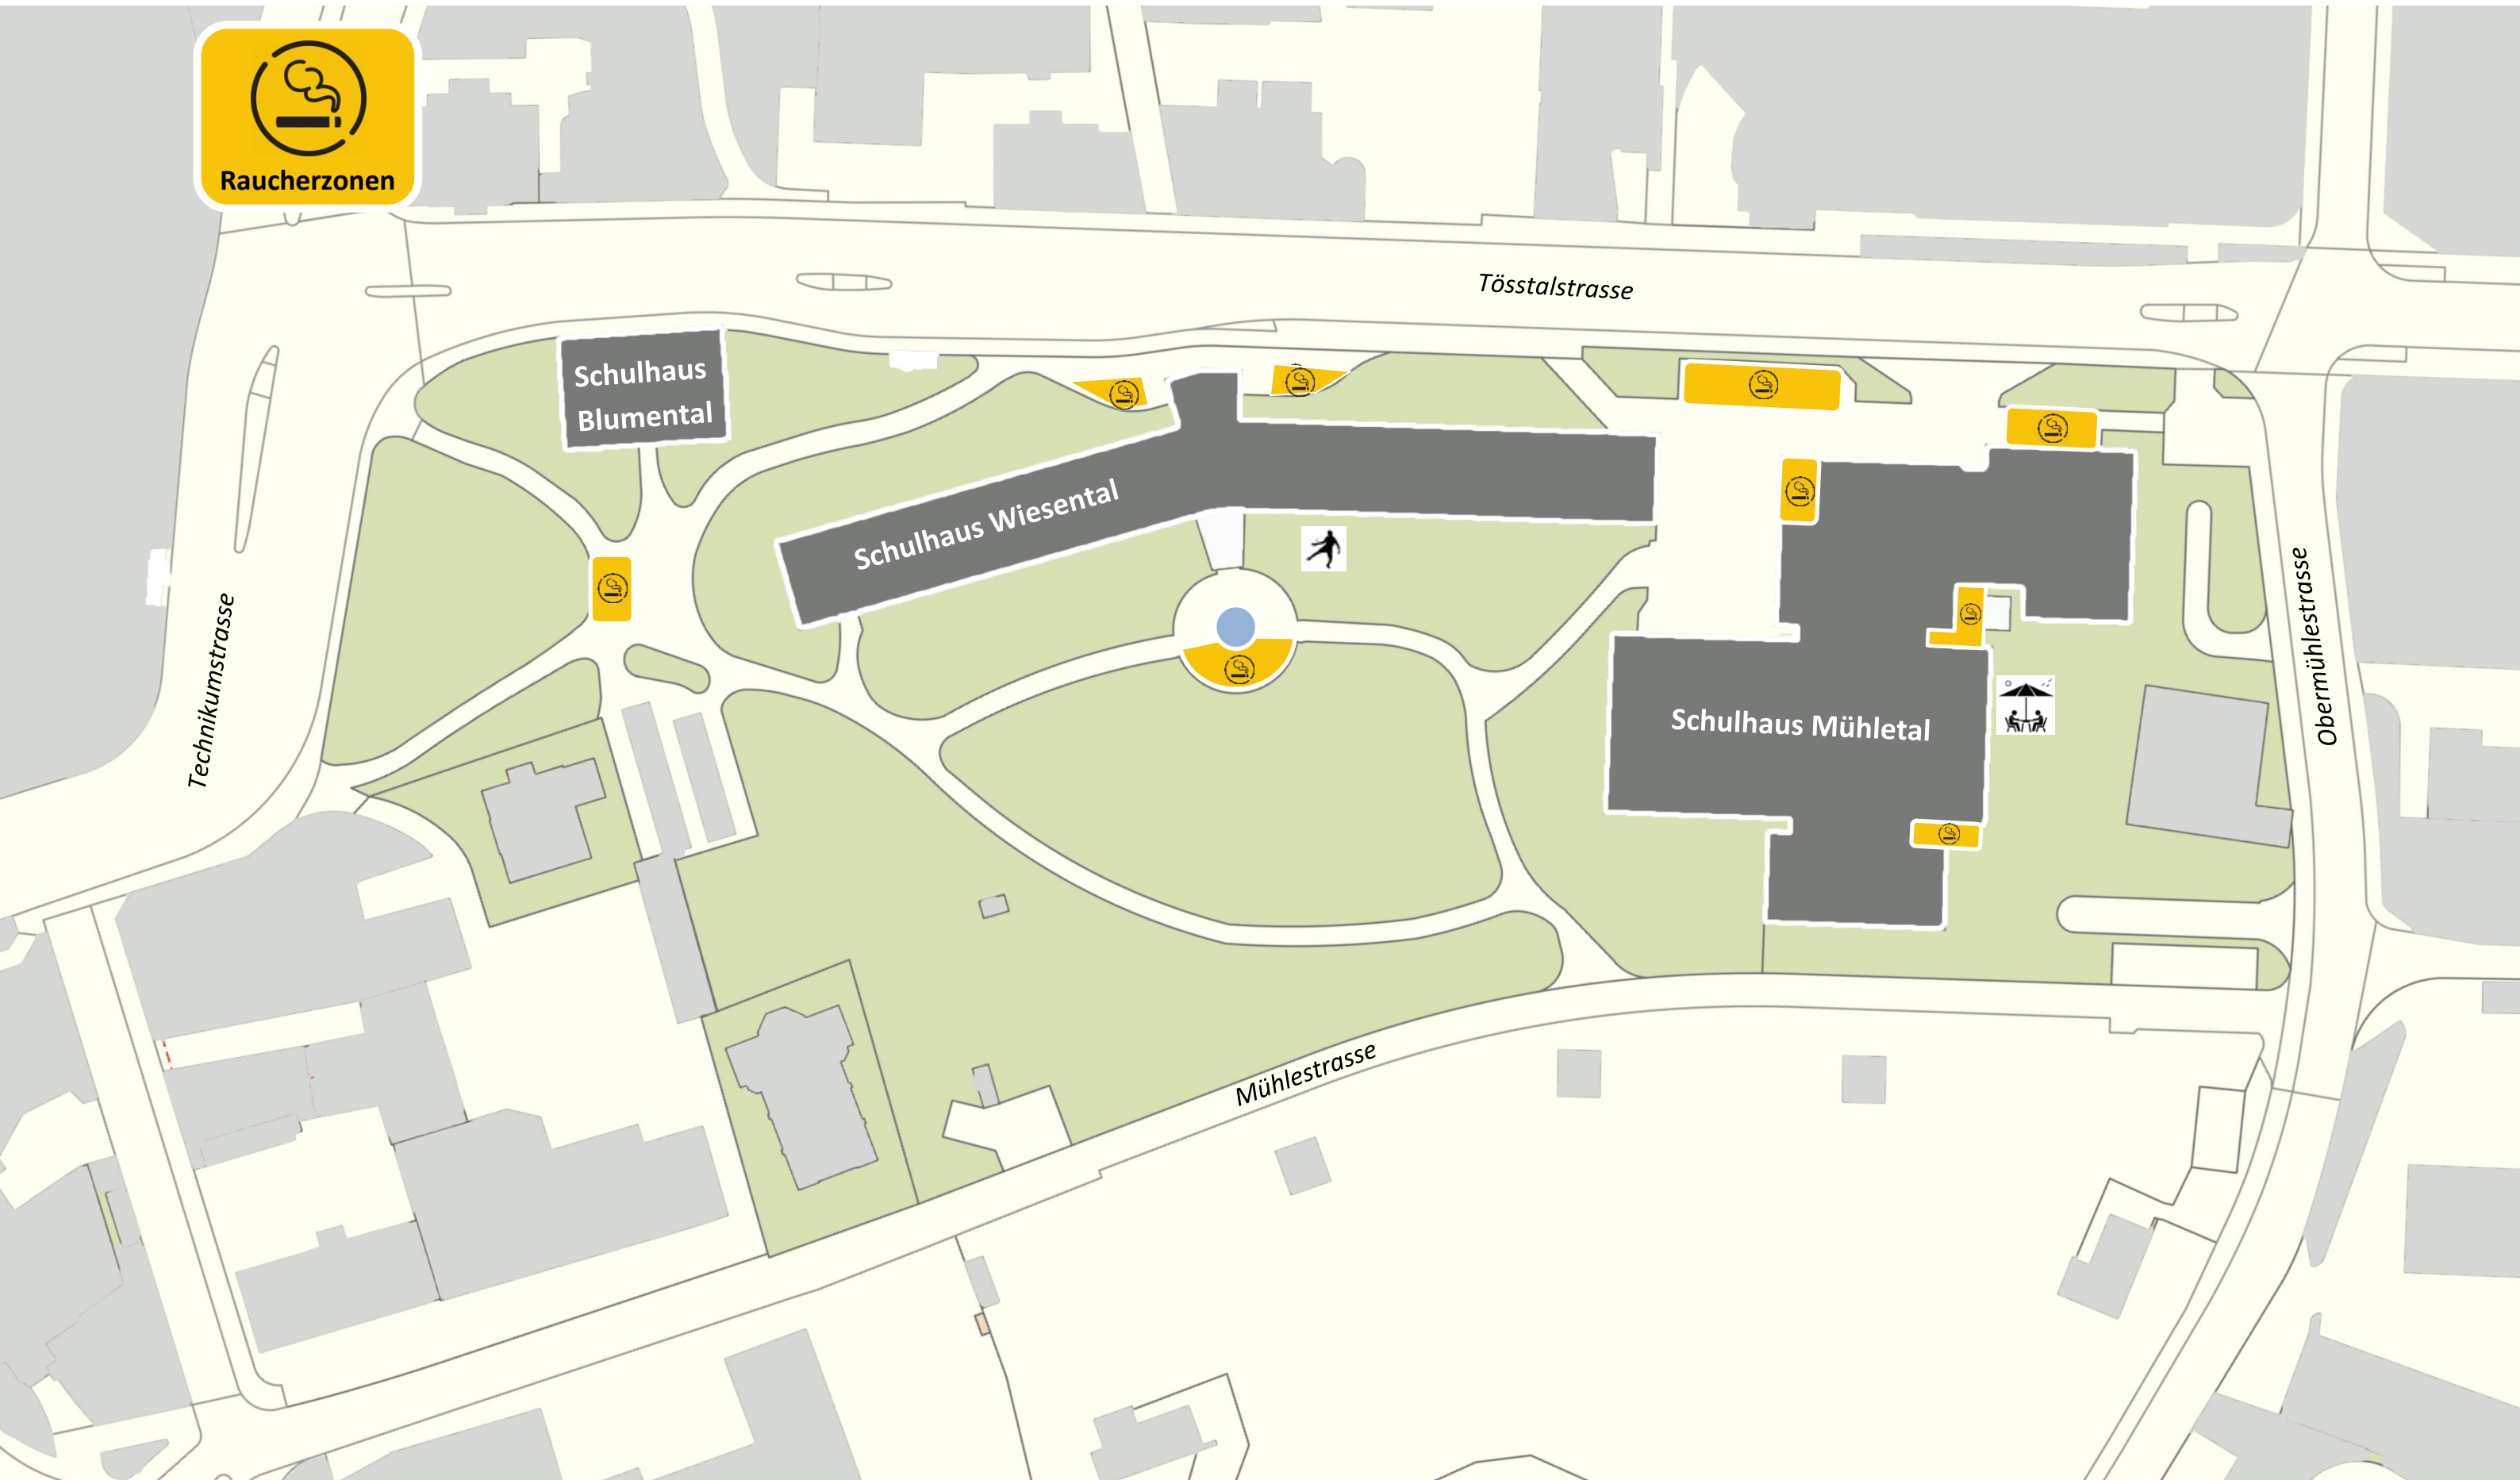 Raucherzonen
Tösstalstrasse
Schulhaus
Blumental
Schulhaus Wiesental
Technikumstrasse
Obermühlestrasse
Schulhaus Mühletal
Mühlestrasse